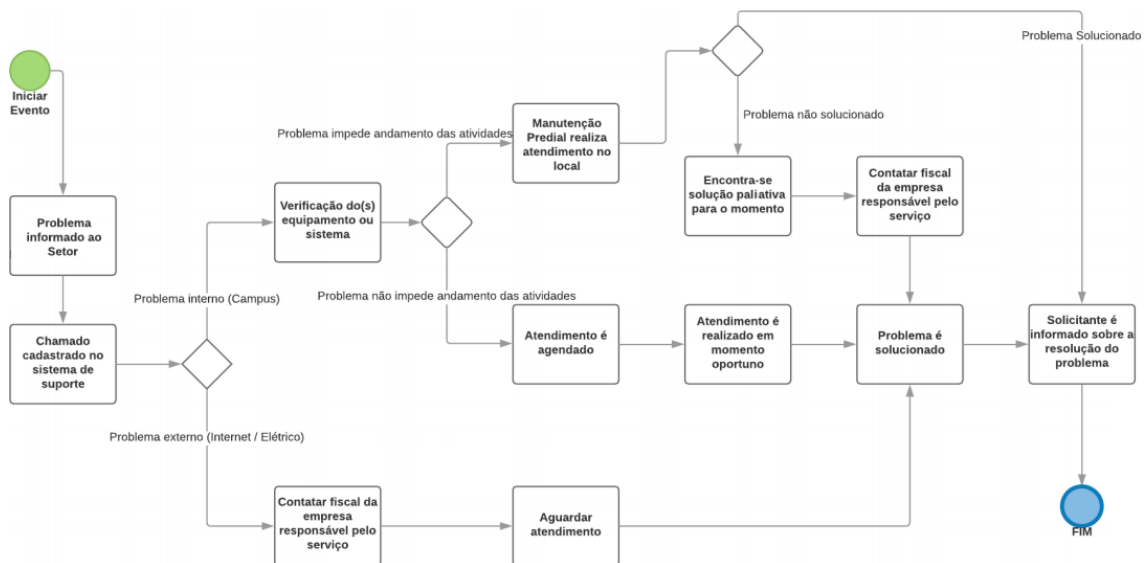 Iniciar
Evento
Problema
informado ao
Setor
Chamado
cadastrado no
sistema de
suporte
Problema interno (Campus)
Problema externo (Internet / Elétrico)
Verificação do(s)
equipamento ou
sistema
Problema impede andamento das atividades
Problema não impede andamento das atividades
Manutenção
Predial realiza
atendimento no
local
Problema Solucionado
Problema não solucionado
Encontra-se
solução paliativa
para o momento
Contatar fiscal
da empresa
responsável pelo
serviço
Atendimento é
agendado
Atendimento é
realizado em
momento
oportuno
Problema é
solucionado
Solicitante é
informado sobre a
resolução do
problema
Contatar fiscal da
empresa
responsável pelo
serviço
Aguardar
atendimento
FIM